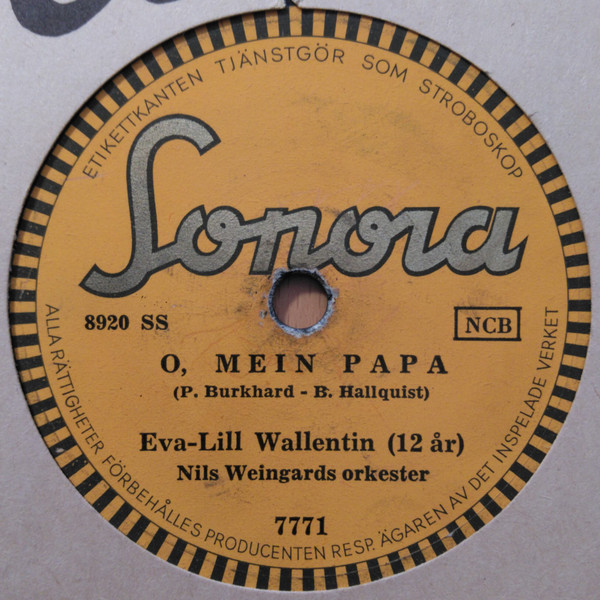 ETIKETTKANTEN TJÄNSTGÖR SOM STROBOSKOP
Sonora
8920 SS
NCB
O, MEIN PAPA
(P. Burkhard - B. Hallquist)
Eva-Lill Wallentin (12 år)
Nils Weingards orkester
7771
ALLA RÄTTIGHETER FÖRBEHÅLLES PRODUCENTEN RESP. ÄGAREN AV DET INSPELADE VERKET